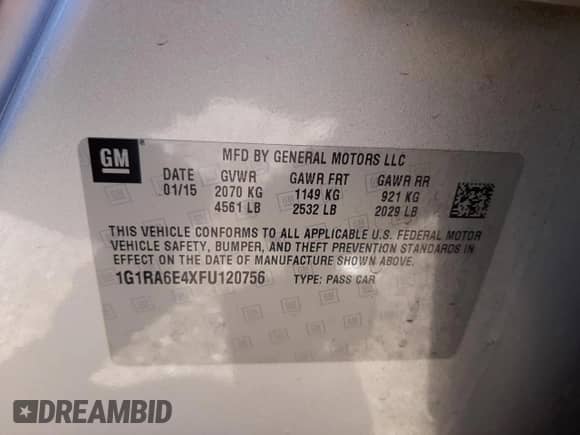 GM
MFD BY GENERAL MOTORS LLC
DATE GVWR GAWR FRT GAWR RR
01/15 2070 KG 1149 KG 921 KG
4561 LB 2532 LB 2029 LB
THIS VEHICLE CONFORMS TO ALL APPLICABLE U.S. FEDERAL MOTOR
VEHICLE SAFETY, BUMPER, AND THEFT PREVENTION STANDARDS IN
EFFECT ON THE DATE OF MANUFACTURE SHOWN ABOVE.
1G1RA6E4XFU120756 TYPE: PASS CAR
DREAMBID